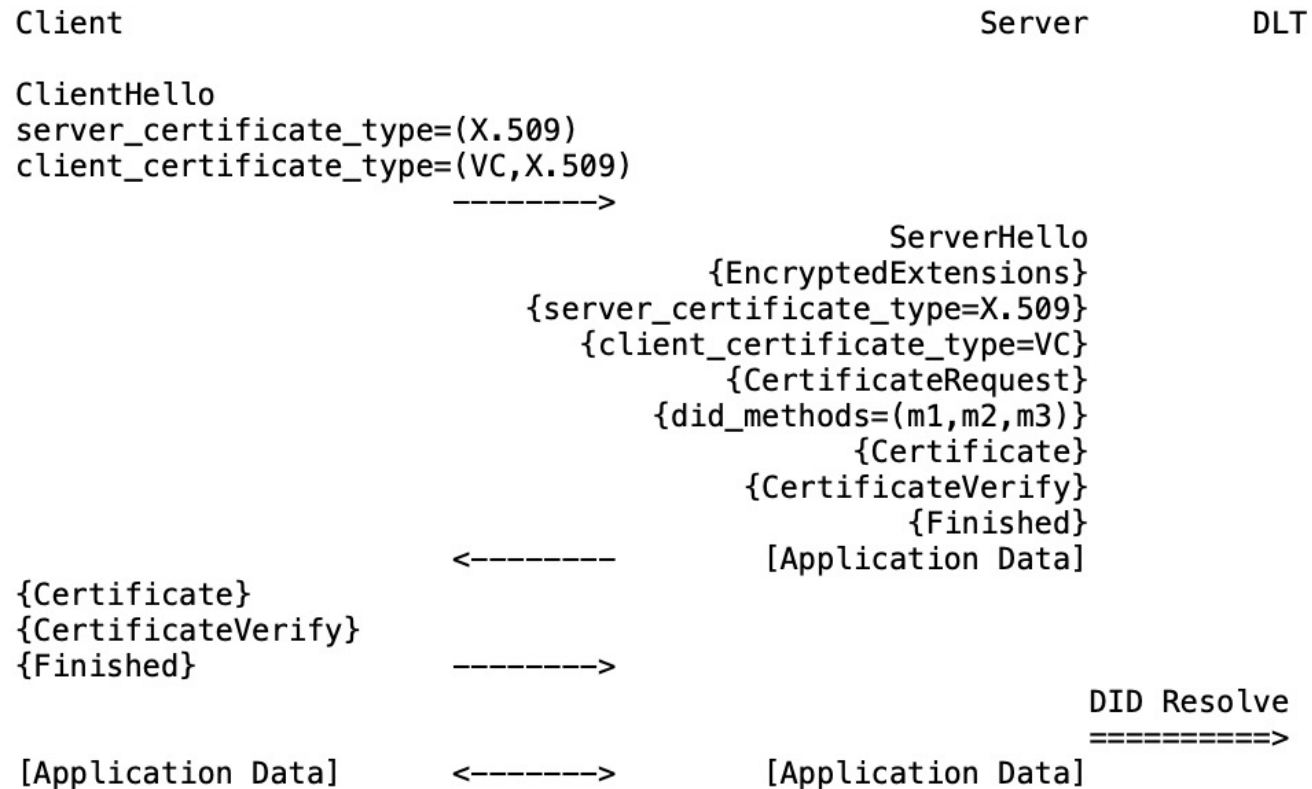 Client Server DLT
ClientHello
server_certificate_type=(X.509)
client_certificate_type=(VC,X.509)
-------->
ServerHello
{EncryptedExtensions}
{server_certificate_type=X.509}
{client_certificate_type=VC}
{CertificateRequest}
{did_methods=(m1,m2,m3)}
{Certificate}
{CertificateVerify}
{Finished}
<-------- [Application Data]
{Certificate}
{CertificateVerify}
{Finished} -------->
DID Resolve
==========>
[Application Data] <-------> [Application Data]